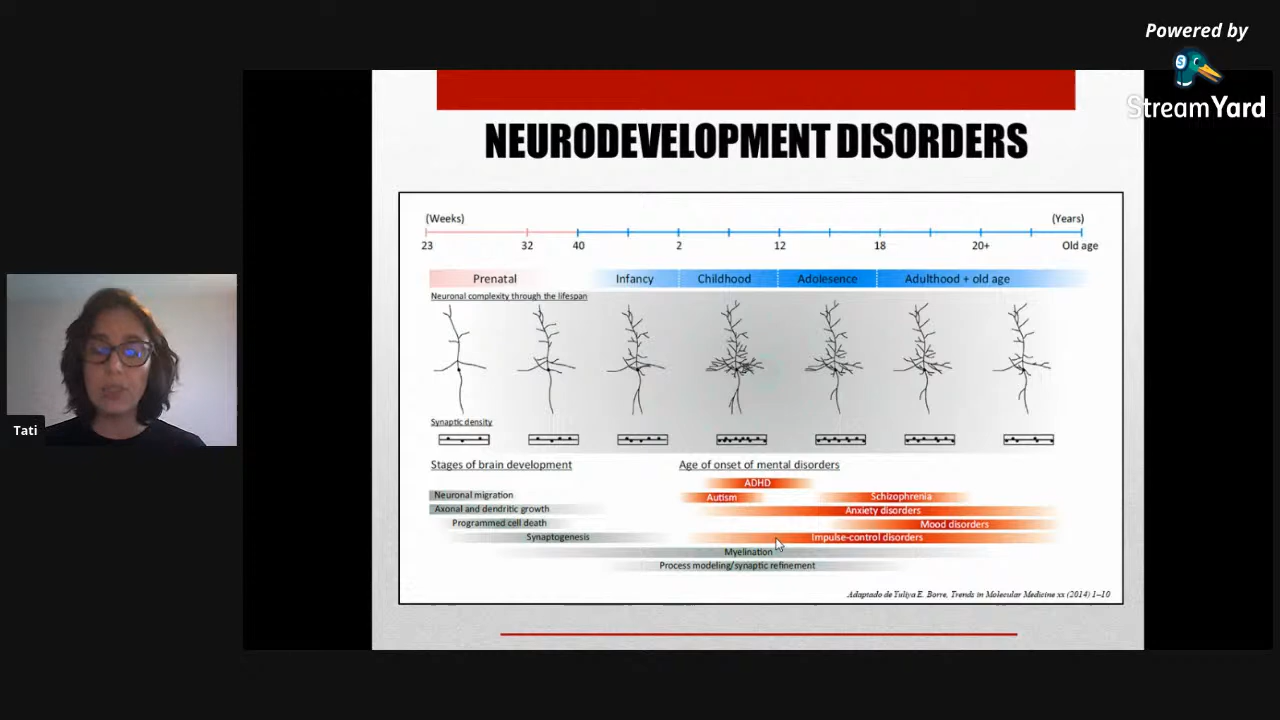 Powered by
StreamYard
NEURODEVELOPMENT DISORDERS
(Weeks) (Years)
23 32 40 2 12 18 20+ Old age
Prenatal Infancy Childhood Adolesence Adulthood + old age
Neuronal complexity through the lifespan
Synaptic density
Stages of brain development
Age of onset of mental disorders
ADHD
Neuronal migration Autism Schizophrenia
Axonal and dendritic growth Anxiety disorders
Programmed cell death Mood disorders
Synaptogenesis Impulse-control disorders
Myelination
Process modeling/synaptic refinement
Adaptado de Yuliya E. Borre, Trends in Molecular Medicine xx (2014) 1–10
Tati